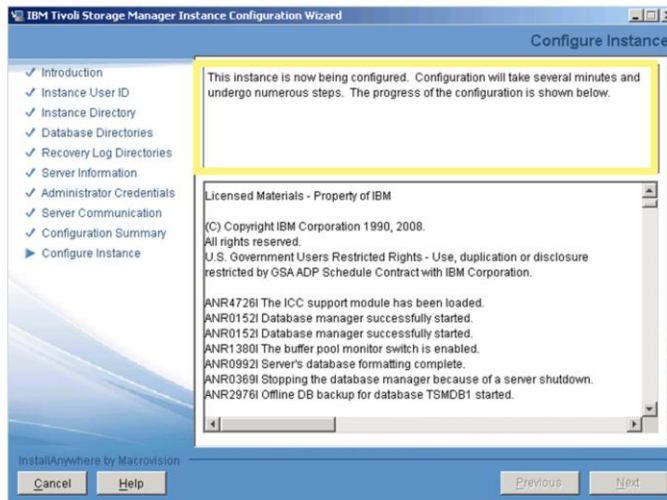 IBM Tivoli Storage Manager Instance Configuration Wizard
Configure Instance
Introduction
Instance User ID
Instance Directory
Database Directories
Recovery Log Directories
Server Information
Administrator Credentials
Server Communication
Configuration Summary
Configure Instance
This instance is now being configured. Configuration will take several minutes and
undergo numerous steps. The progress of the configuration is shown below.
Licensed Materials - Property of IBM
(C) Copyright IBM Corporation 1990, 2008.
All rights reserved.
U.S. Government Users Restricted Rights - Use, duplication or disclosure
restricted by GSA ADP Schedule Contract with IBM Corporation.
ANR4726I The ICC support module has been loaded.
ANR0152I Database manager successfully started.
ANR0152I Database manager successfully started.
ANR1380I The buffer pool monitor switch is enabled.
ANR0992I Server's database formatting complete.
ANR0369I Stopping the database manager because of a server shutdown.
ANR2976I Offline DB backup for database TSMDB1 started.
InstallAnywhere by Macrovision
Cancel
Help
Previous
Next